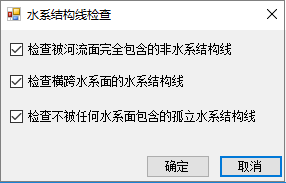 水系结构线检查
检查被河流面完全包含的非水系结构线
检查横跨水系面的水系结构线
检查不被任何水系面包含的孤立水系结构线
确定 取消